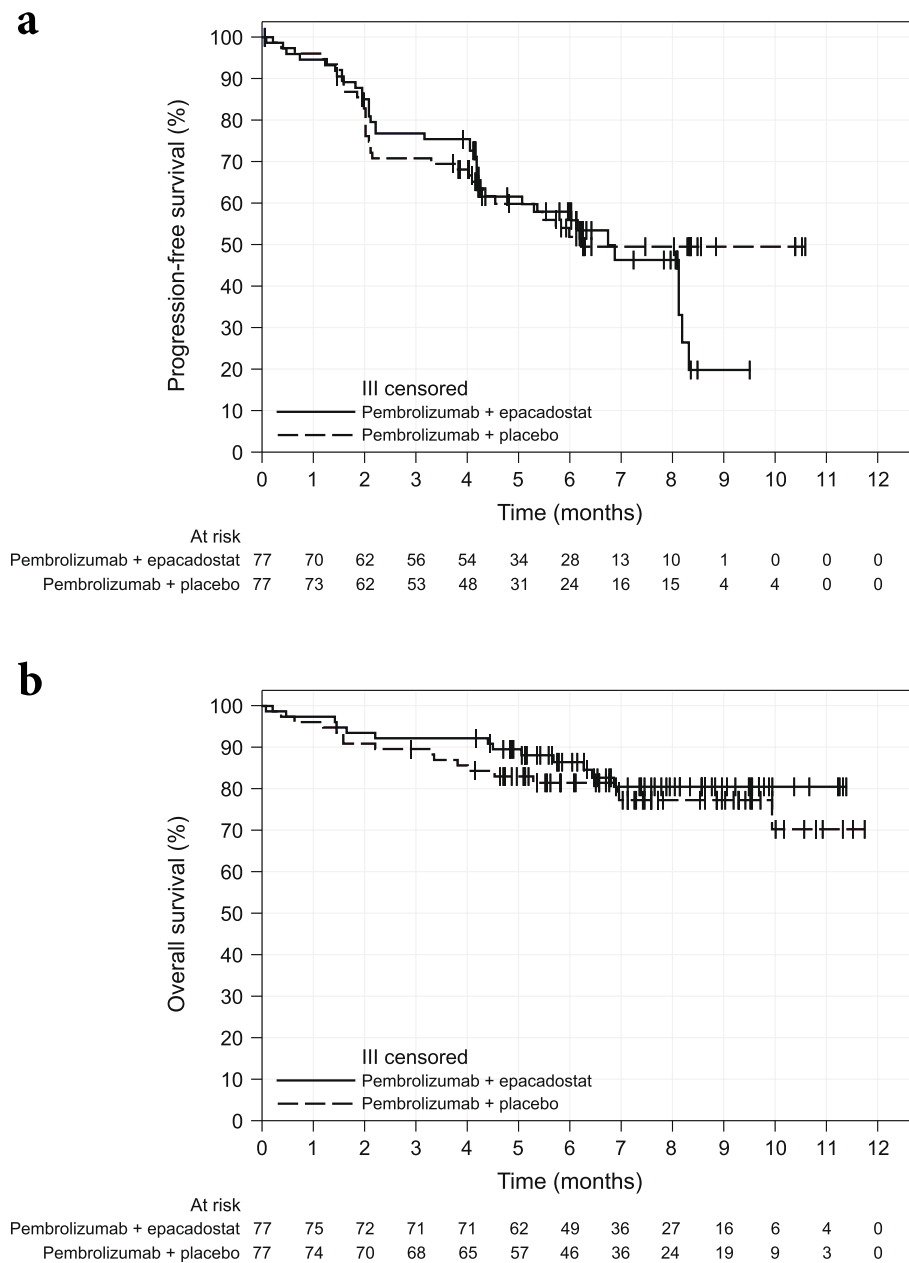 a
100
90
80
70
60
50
40
30
20
10
0
Progression-free survival (%)
III censored
Pembrolizumab + epacadostat
Pembrolizumab + placebo
0 1 2 3 4 5 6 7 8 9 10 11 12
Time (months)
At risk
Pembrolizumab + epacadostat 77 70 62 56 54 34 28 13 10 1 0 0 0
Pembrolizumab + placebo 77 73 62 53 48 31 24 16 15 4 4 0 0
b
100
90
80
70
60
50
40
30
20
10
0
Overall survival (%)
III censored
Pembrolizumab + epacadostat
Pembrolizumab + placebo
0 1 2 3 4 5 6 7 8 9 10 11 12
Time (months)
At risk
Pembrolizumab + epacadostat 77 75 72 71 71 62 49 36 27 16 6 4 0
Pembrolizumab + placebo 77 74 70 68 65 57 46 36 24 19 9 3 0